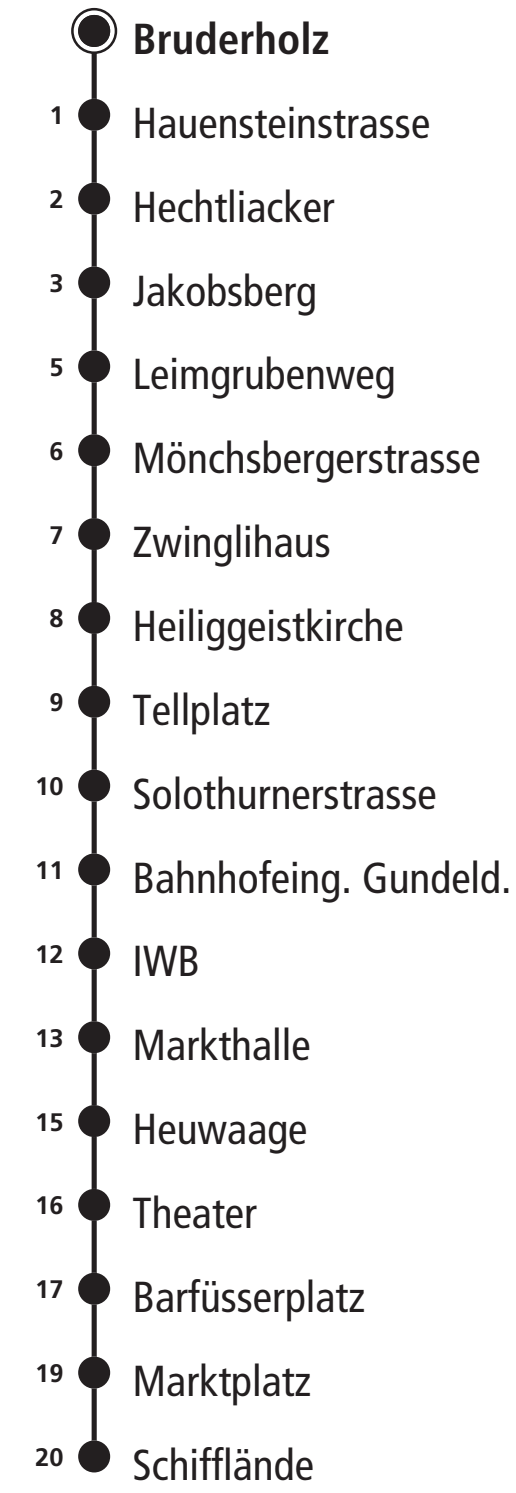 Bruderholz
1 Hauensteinstrasse
2 Hechtliacker
3 Jakobsberg
5 Leimgrubenweg
6 Mönchsbergerstrasse
7 Zwinglihaus
8 Heiliggeistkirche
9 Tellplatz
10 Solothurnerstrasse
11 Bahnhofeing. Gundeld.
12 IWB
13 Markthalle
15 Heuwaage
16 Theater
17 Barfüsserplatz
19 Marktplatz
20 Schifflände